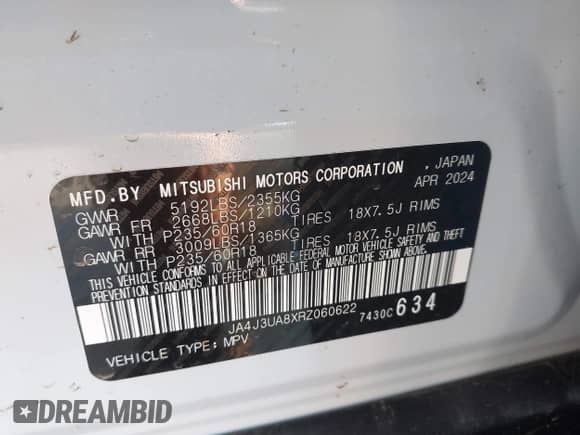 MFD.BY MITSUBISHI MOTORS CORPORATION , JAPAN
GVWR 5192LBS/2355KG APR 2024
GAWR FR 2668LBS/1210KG
WITH P235/60R18 TIRES 18X7.5J RIMS
GAWR RR 3009LBS/1365KG
WITH P235/60R18 TIRES 18X7.5J RIMS
THIS VEHICLE CONFORMS TO ALL APPLICABLE FEDERAL MOTOR VEHICLE SAFETY AND THEFT
PREVENTION STANDARDS IN EFFECT ON THE DATE OF MANUFACTURE SHOWN ABOVE.
JA4J3UA8XRZ060622 7430C 634
VEHICLE TYPE: MPV
DREAMBID